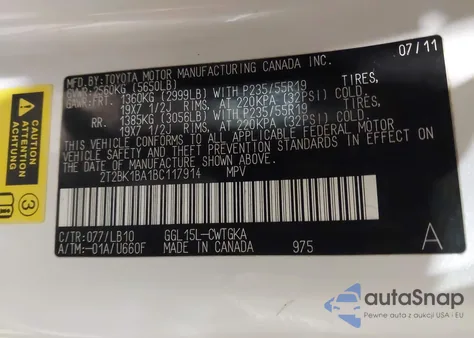 MFD.BY:TOYOTA MOTOR MANUFACTURING CANADA INC. 07/11
GVWR 2560KG (5650LB)
FRT. 1360KG (2999LB) WITH P235/55R19 TIRES,
19X7 1/2J RIMS, AT 220KPA (32PSI) COLD
RR. 1385KG (3056LB) WITH P235/55R19 TIRES,
19X7 1/2J RIMS, AT 220KPA (32PSI) COLD
THIS VEHICLE CONFORMS TO ALL APPLICABLE FEDERAL MOTOR
VEHICLE SAFETY AND THEFT PREVENTION STANDARDS IN EFFECT ON
THE DATE OF MANUFACTURE SHOWN ABOVE.
2T2BK1BA1BC117914 MPV
C/TR:077/LB10 GGL15L-CWTGKA A
A/TM:-01A/U660F MADE IN CANADA 975
CAUTION
ATTENTION
ACHTUNG
3
autoSnap
Pewne auta z aukcji USA i EU